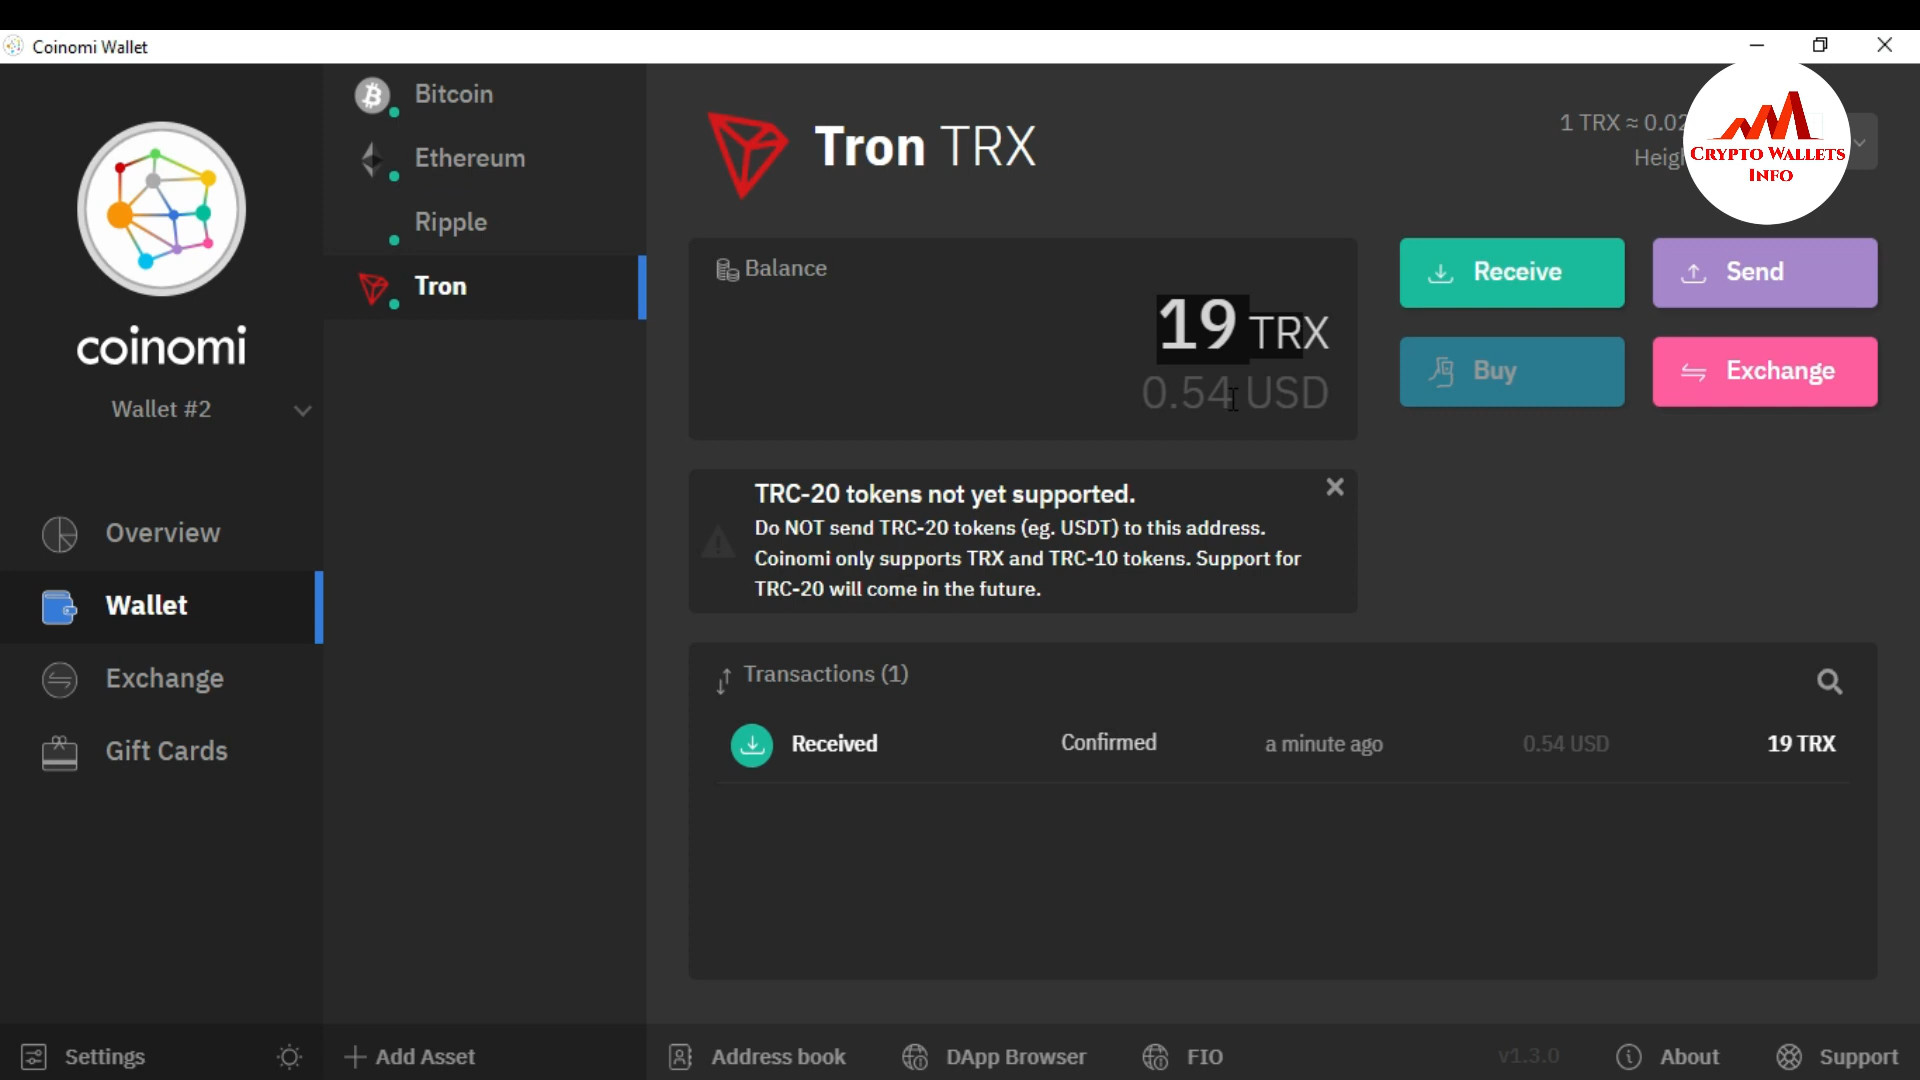 Coinomi Wallet
coinomi
Wallet #2
Overview
Wallet
Exchange
Gift Cards
Settings
Bitcoin
Ethereum
Ripple
Tron
Add Asset
Tron TRX
1 TRX ≈ 0.02
CRYPTO WALLETS
INFO
Balance
19 TRX
0.54 USD
Receive
Send
Buy
Exchange
TRC-20 tokens not yet supported.
Do NOT send TRC-20 tokens (eg. USDT) to this address.
Coinomi only supports TRX and TRC-10 tokens. Support for
TRC-20 will come in the future.
Transactions (1)
Received Confirmed a minute ago 0.54 USD 19 TRX
Address book
DApp Browser
FIO
v1.3.0
About
Support